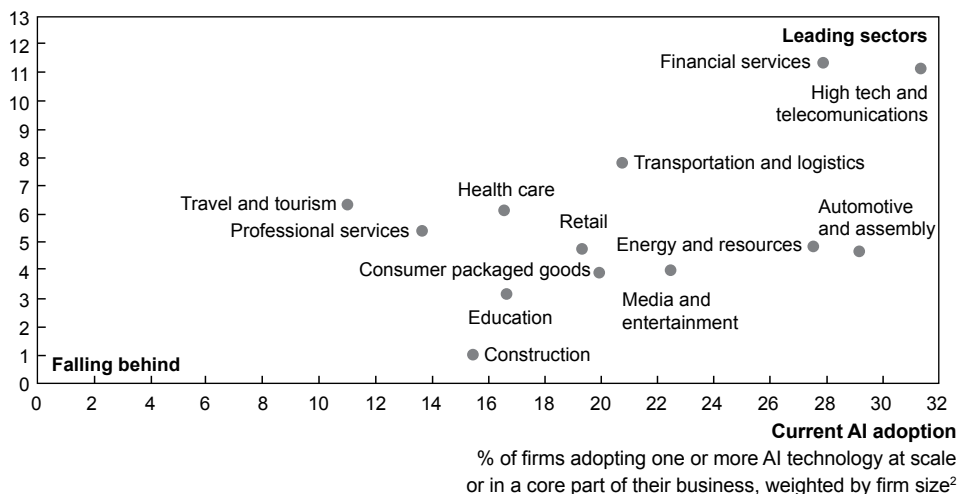 13
12
11
10
9
8
7
6
5
4
3
2
1
0
Leading sectors
Financial services
High tech and
telecomunications
Transportation and logistics
Health care
Travel and tourism
Automotive
and assembly
Retail
Professional services
Energy and resources
Consumer packaged goods
Media and
entertainment
Education
Construction
Falling behind
0 2 4 6 8 10 12 14 16 18 20 22 24 26 28 30 32
Current AI adoption
% of firms adopting one or more AI technology at scale
or in a core part of their business, weighted by firm size²